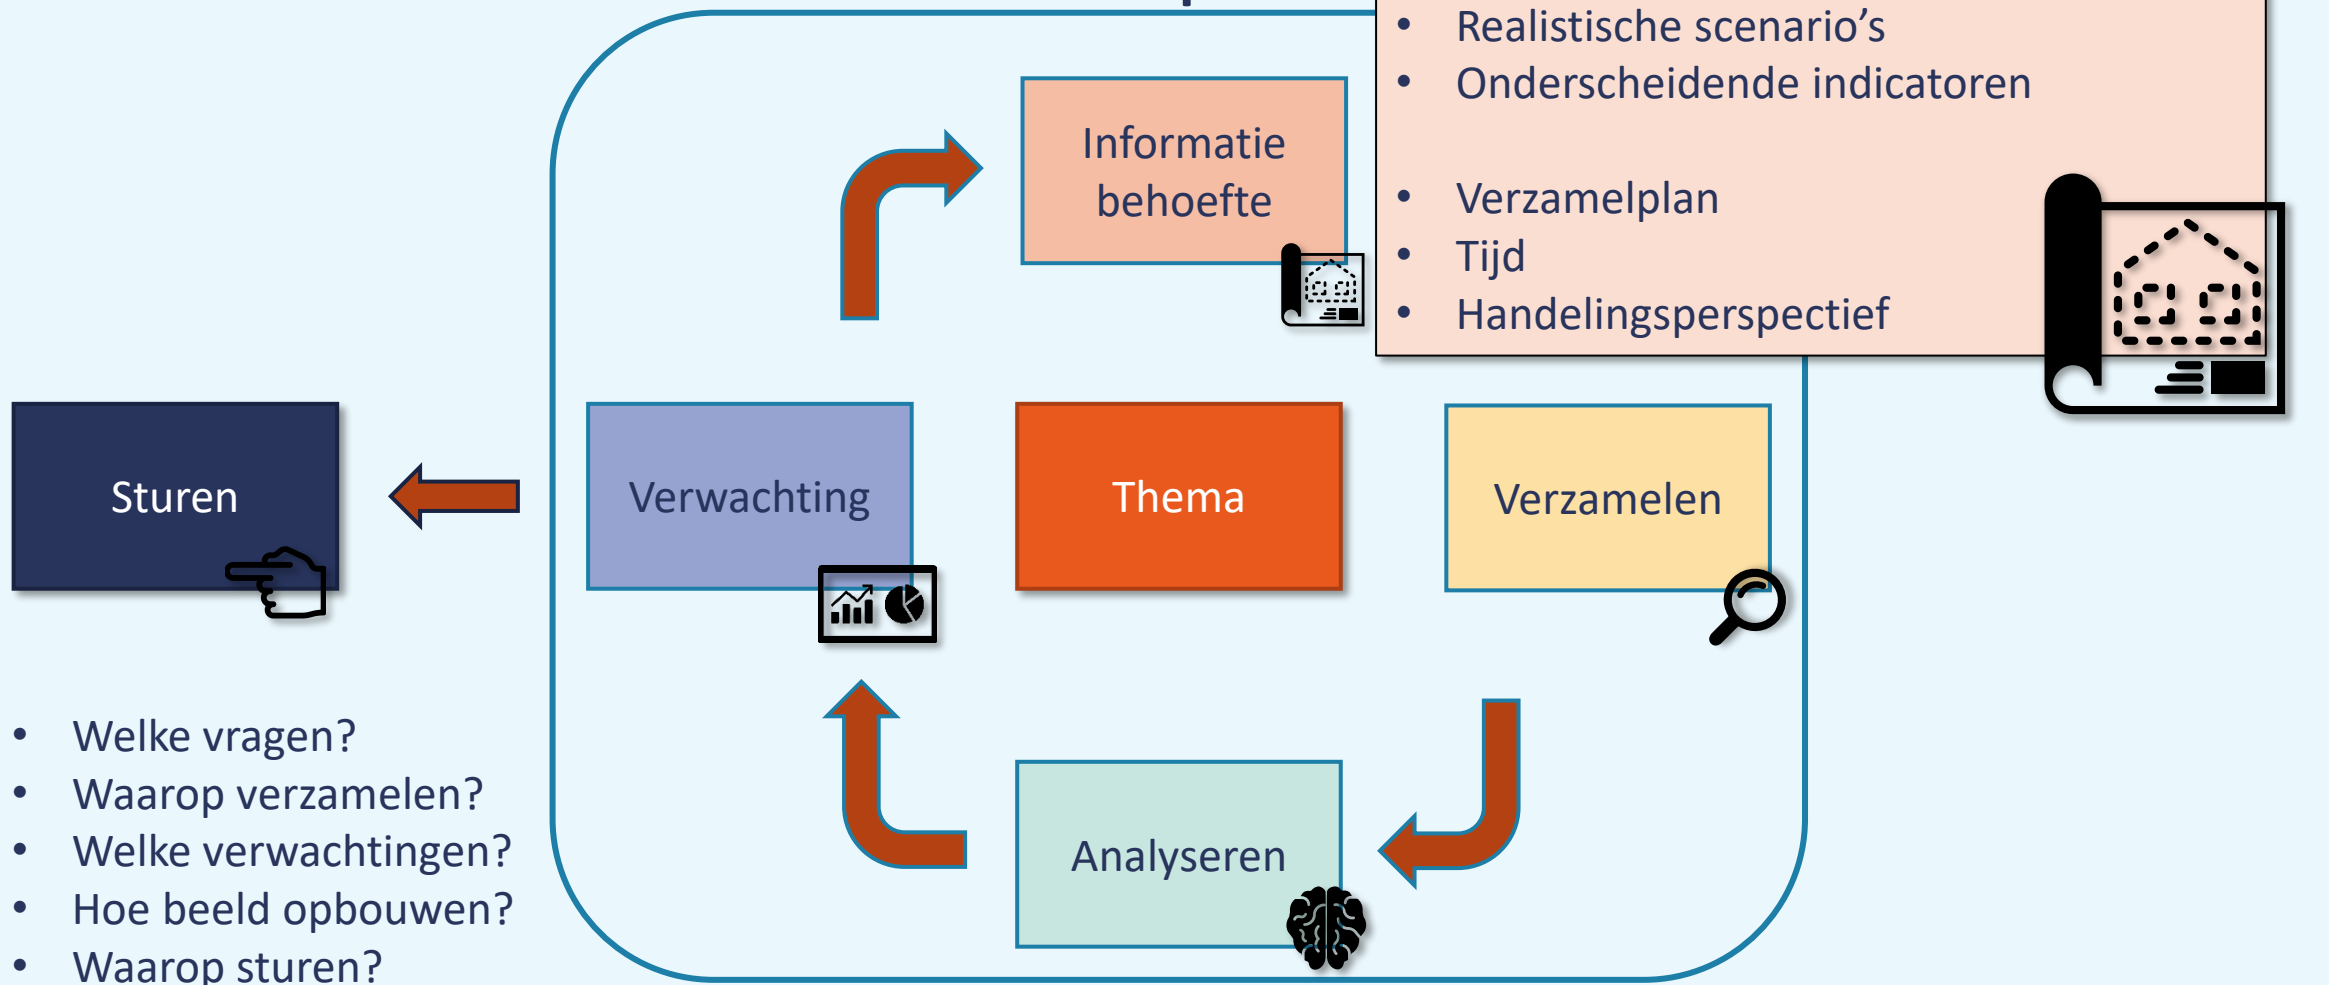 • Realistische scenario’s
• Onderscheidende indicatoren
• Verzamelplan
• Tijd
• Handelingsperspectief
Informatie
behoefte
Sturen
Verwachting
Thema
Verzamelen
Analyseren
• Welke vragen?
• Waarop verzamelen?
• Welke verwachtingen?
• Hoe beeld opbouwen?
• Waarop sturen?